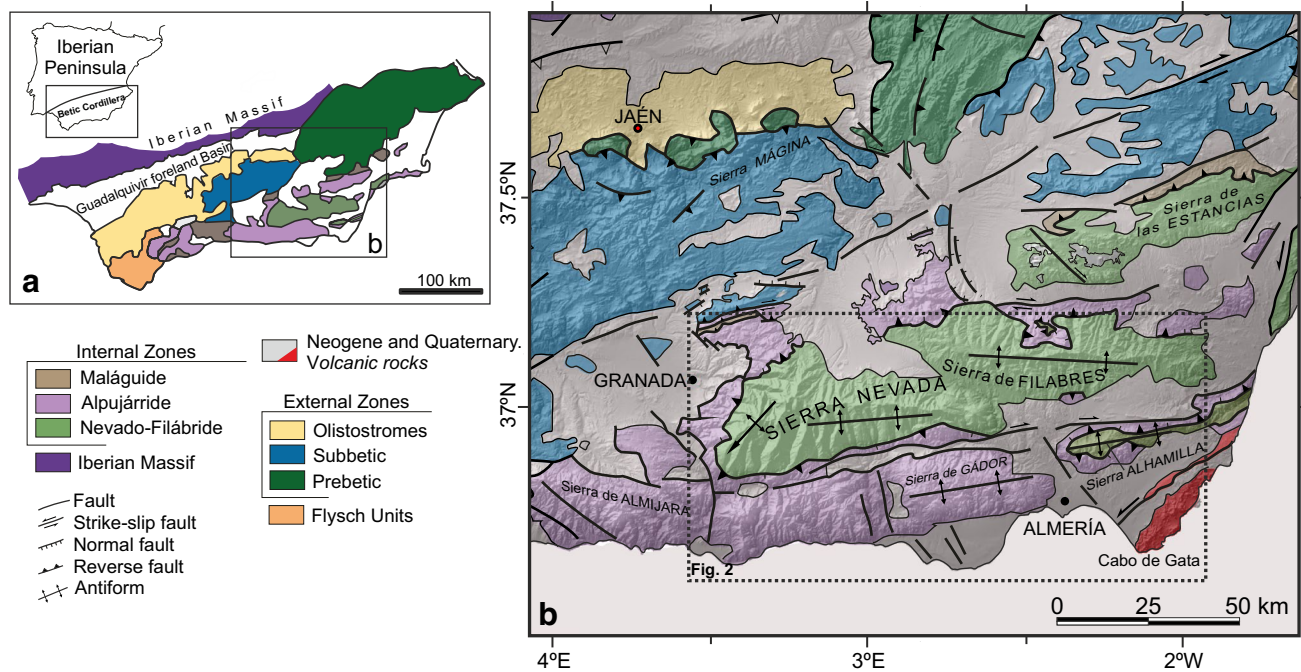 Iberian
Peninsula
Betic Cordillera
Iberian Massif
Guadalquivir foreland Basin
b
a
100 km
Internal Zones
Maláguide
Alpujárride
Nevado-Filábride
Iberian Massif
Fault
Strike-slip fault
Normal fault
Reverse fault
Antiform
Neogene and Quaternary.
Volcanic rocks
External Zones
Olistostromes
Subbetic
Prebetic
Flysch Units
37.5ºN
37ºN
JAÉN
Sierra MÁGINA
Sierra de
las ESTANCIAS
GRANADA
SIERRA NEVADA
Sierra de FILABRES
Sierra de ALMIJARA
Sierra de GÁDOR
Sierra ALHAMILLA
ALMERÍA
Cabo de Gata
Fig. 2
b
0 25 50 km
4ºE 3ºE 2ºW